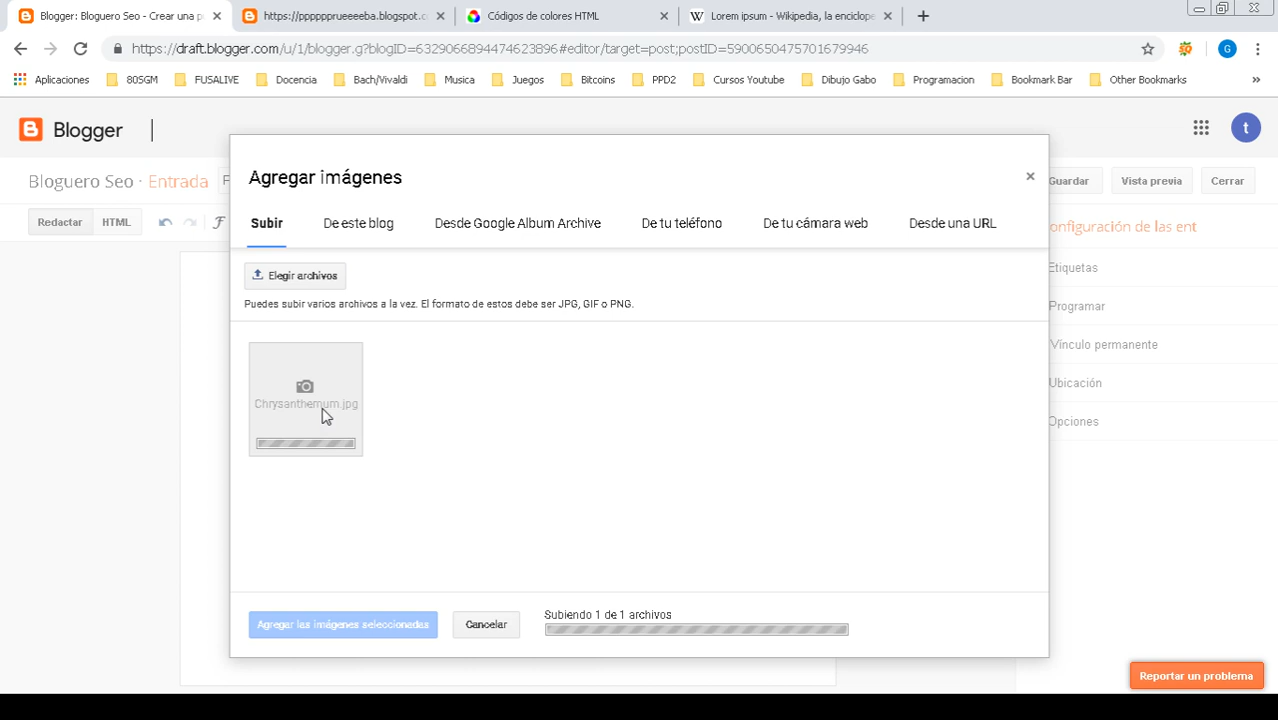 Blogger: Bloguero Seo - Crear una p
https://pppppprueeeeba.blogspot.c
Códigos de colores HTML
Lorem ipsum - Wikipedia, la enciclope
https://draft.blogger.com/u/1/blogger.g?blogID=6329066894474623896#editor/target=post;postID=5900650475701679946
G
Aplicaciones
80SGM
FUSALIVE
Docencia
Bach/Vivaldi
Musica
Juegos
Bitcoins
PPD2
Cursos Youtube
Dibujo Gabo
Programacion
Bookmark Bar
Other Bookmarks
Blogger
t
Agregar imágenes
Bloguero Seo · Entrada
Guardar
Vista previa
Cerrar
Redactar
HTML
Subir
De este blog
Desde Google Album Archive
De tu teléfono
De tu cámara web
Desde una URL
onfiguración de las ent
Elegir archivos
Etiquetas
Puedes subir varios archivos a la vez. El formato de estos debe ser JPG, GIF o PNG.
Programar
Vínculo permanente
Ubicación
Chrysanthemum.jpg
Opciones
Agregar las imágenes seleccionadas
Cancelar
Subiendo 1 de 1 archivos
Reportar un problema